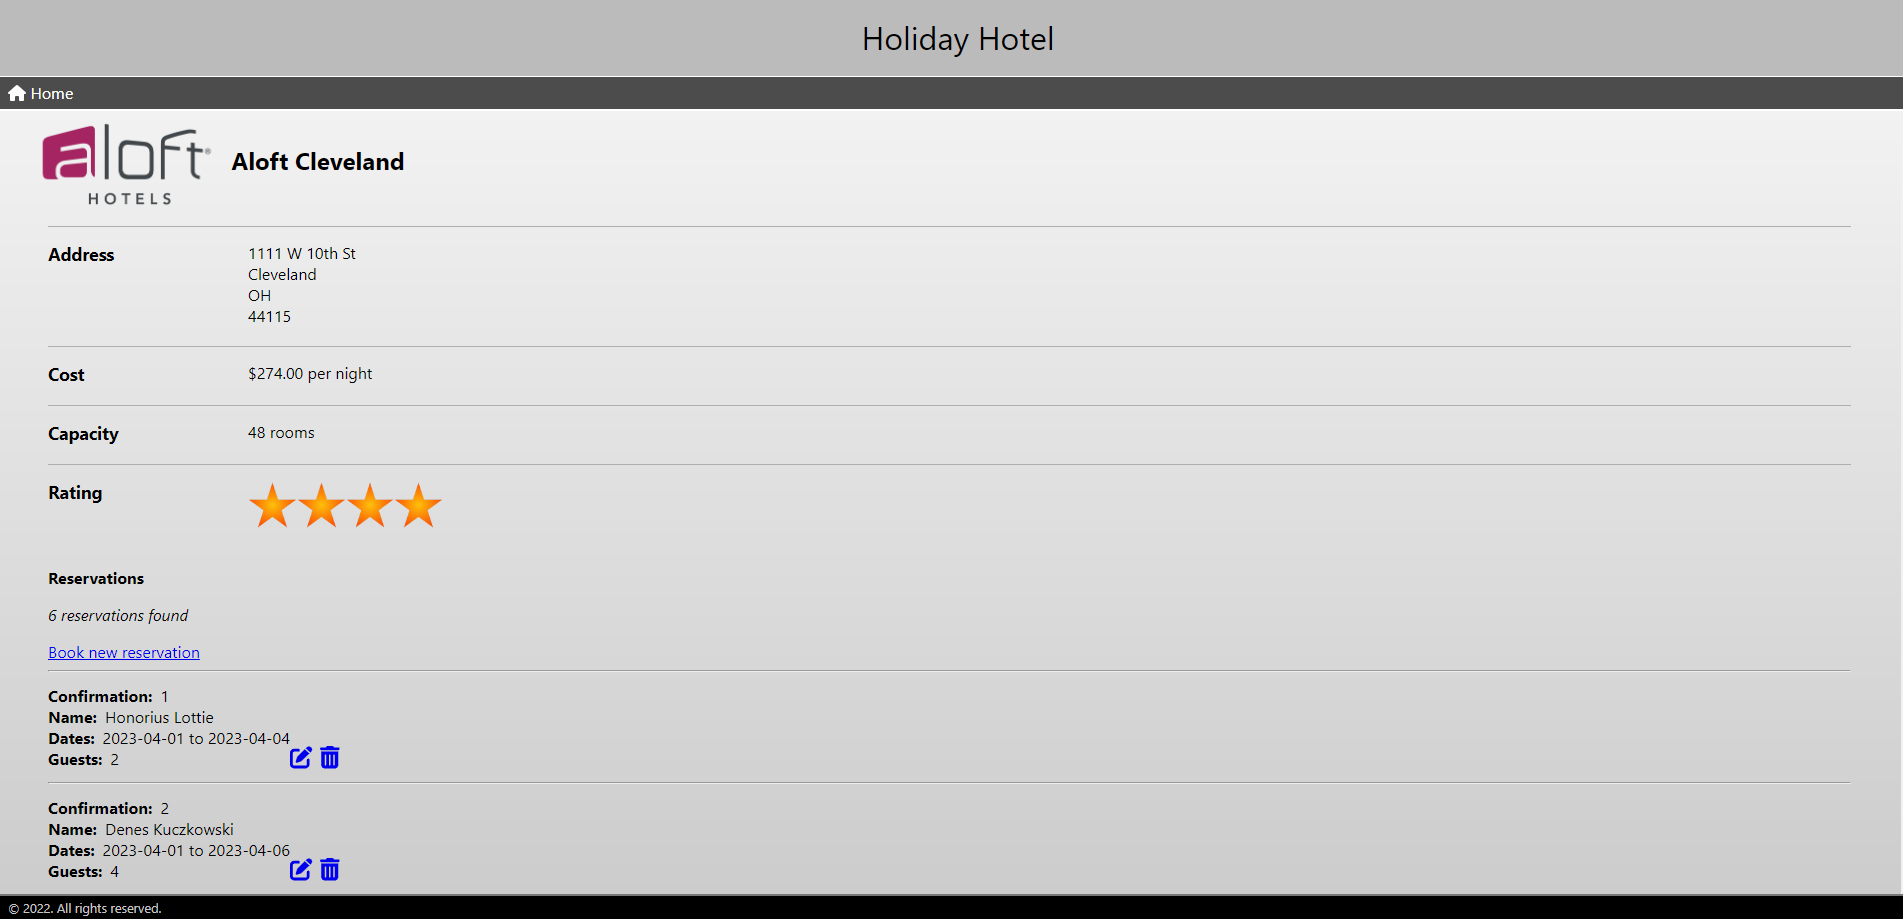 Holiday Hotel
Home
aloft®
HOTELS
Aloft Cleveland
Address
1111 W 10th St
Cleveland
OH
44115
Cost
$274.00 per night
Capacity
48 rooms
Rating
Reservations
6 reservations found
Book new reservation
Confirmation: 1
Name: Honorius Lottie
Dates: 2023-04-01 to 2023-04-04
Guests: 2
Confirmation: 2
Name: Denes Kuczkowski
Dates: 2023-04-01 to 2023-04-06
Guests: 4
© 2022. All rights reserved.